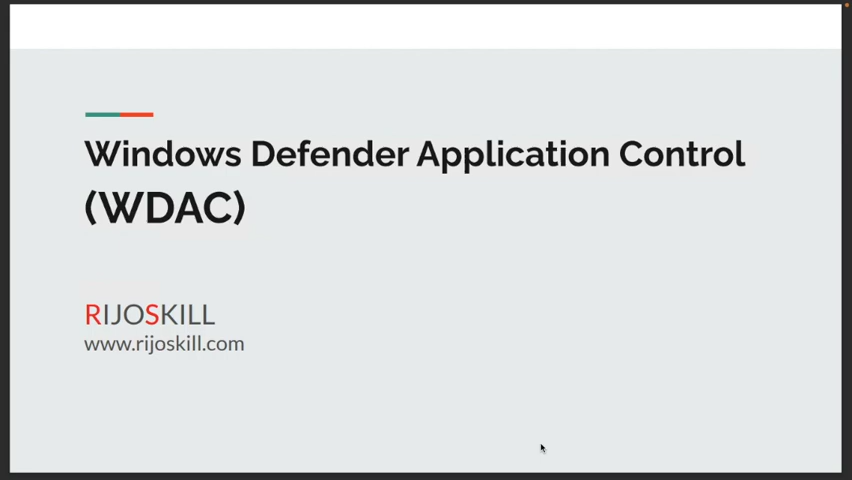 Windows Defender Application Control
(WDAC)
RIJOSKILL
www.rijoskill.com